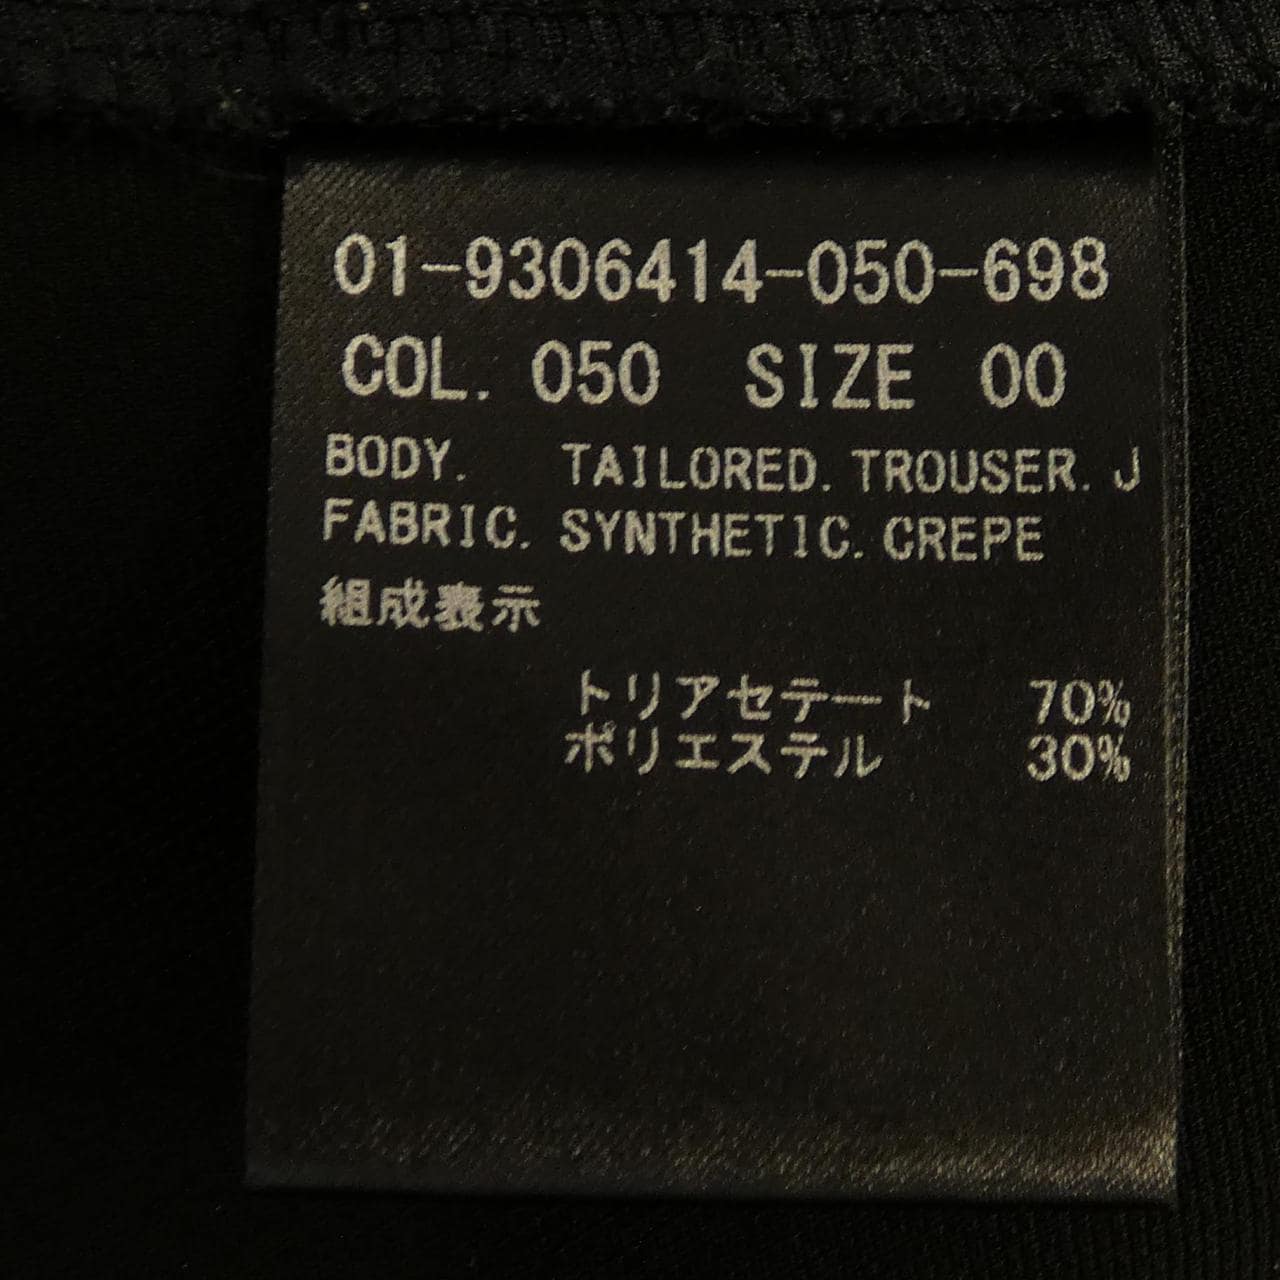 01-9306414-050-698
COL. 050 SIZE 00
BODY. TAILORED.TROUSER.J
FABRIC. SYNTHETIC.CREPE
組成表示
トリアセテート 70%
ポリエステル 30%